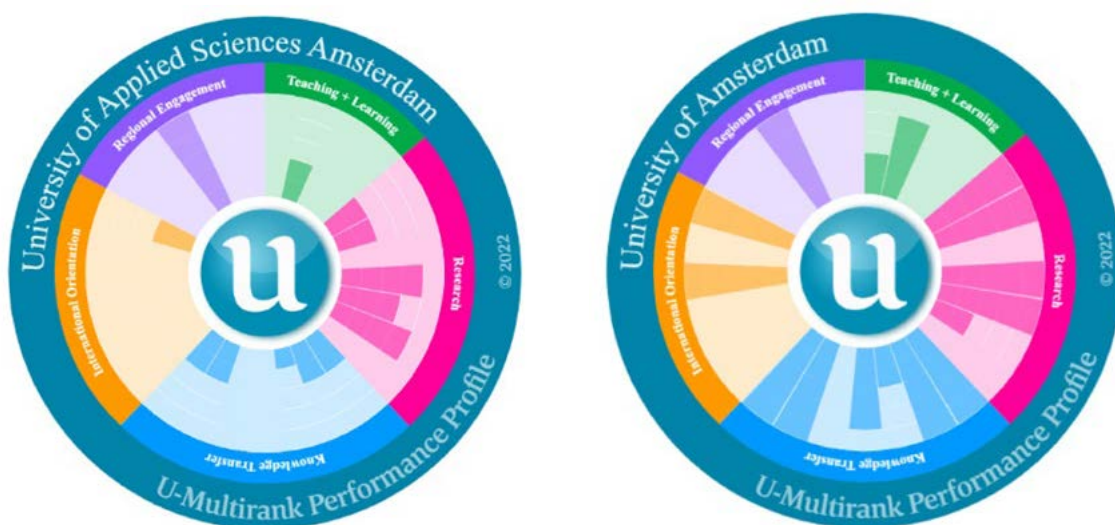 University of Applied Sciences Amsterdam
Regional Engagement
Teaching + Learning
International Orientation
Research
Knowledge Transfer
© 2022
U-Multirank Performance Profile
u
University of Amsterdam
Regional Engagement
Teaching + Learning
International Orientation
Research
Knowledge Transfer
© 2022
U-Multirank Performance Profile
u